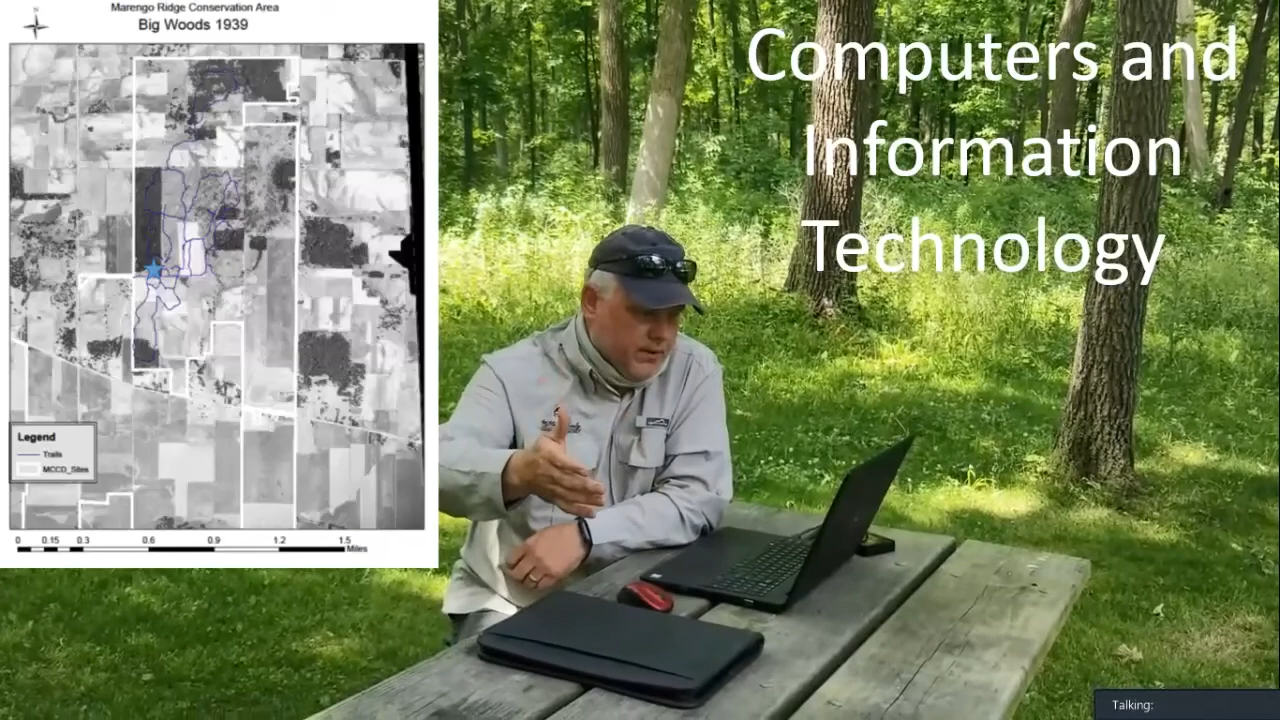 Marengo Ridge Conservation Area
Big Woods 1939
Computers and
Information
Technology
N
Legend
Trails
MCCD_Sites
0 0.15 0.3 0.6 0.9 1.2 1.5
Miles
Talking: